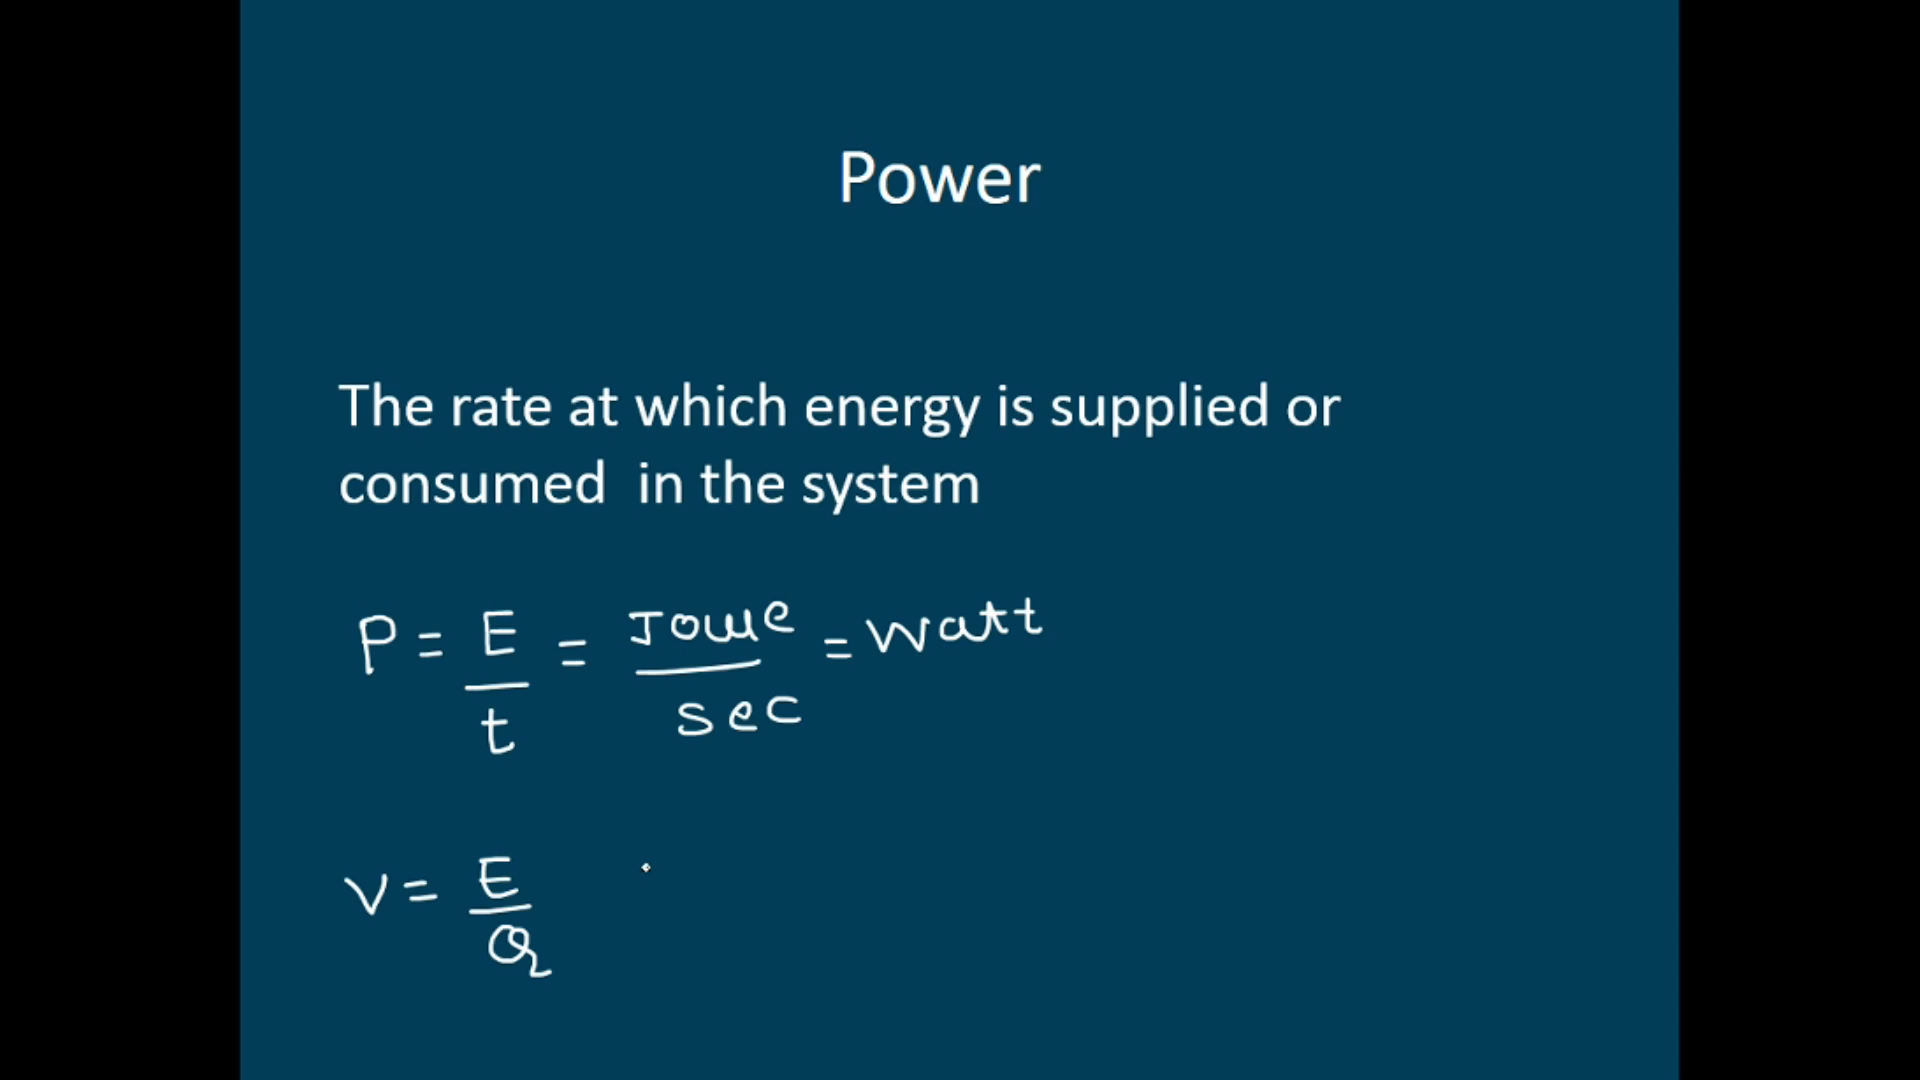 Power
The rate at which energy is supplied or
consumed in the system
P = E/t = Joule/sec = Watt
V = E/Q